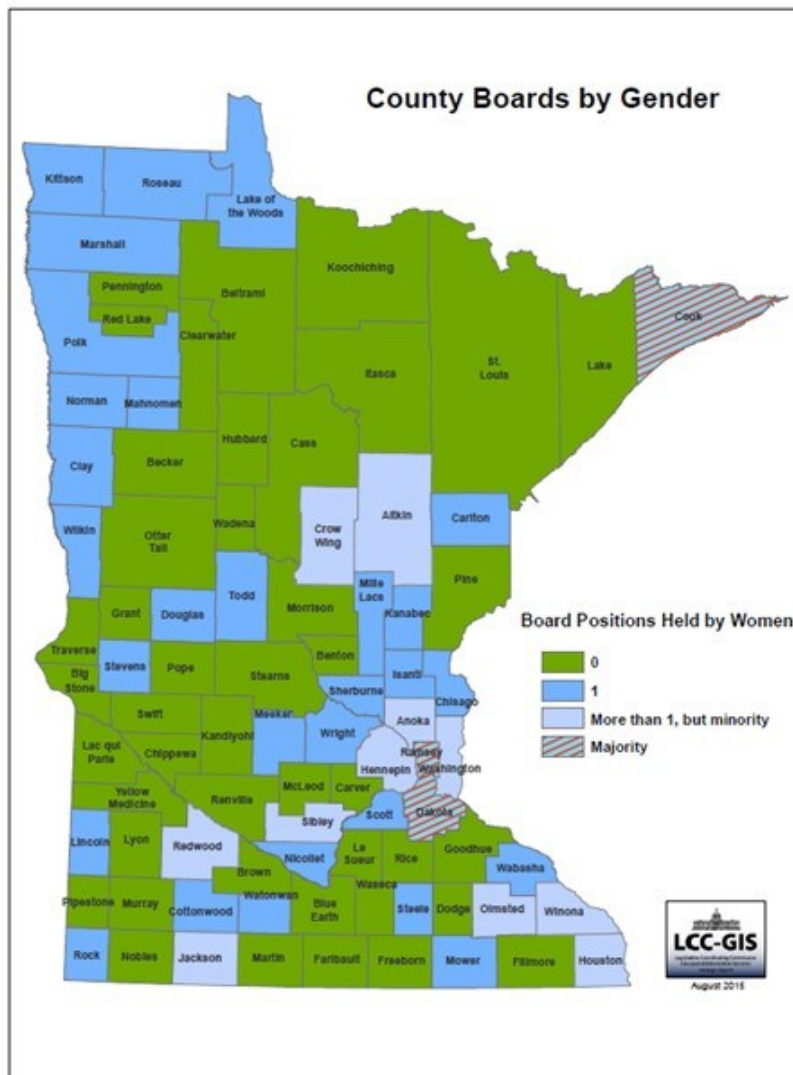 County Boards by Gender
Kittson
Roseau
Lake of
the Woods
Marshall
Koochiching
Pennington
Beltrami
Red Lake
Cook
Clearwater
Polk
St.
Louis
Lake
Itasca
Norman
Mahnomen
Hubbard
Cass
Clay
Becker
Aitkin
Wadena
Carlton
Wilkin
Crow
Wing
Otter
Tail
Pine
Mille
Lacs
Todd
Kanabec
Morrison
Grant
Douglas
Board Positions Held by Women
Traverse
Benton
Isanti
0
Stevens
Pope
Stearns
Big
Stone
Sherburne
Chisago
1
Swift
Meeker
Anoka
More than 1, but minority
Kandiyohi
Wright
Lac qui
Parle
Chippewa
Ramsey
Majority
Hennepin
Washington
McLeod
Carver
Yellow
Medicine
Renville
Dakota
Scott
Sibley
Lincoln
Lyon
Redwood
Le
Sueur
Rice
Goodhue
Nicollet
Wabasha
Brown
Waseca
Pipestone
Murray
Cottonwood
Watonwan
Blue
Earth
Steele
Dodge
Olmsted
Winona
Rock
Nobles
Jackson
Martin
Faribault
Freeborn
Mower
Fillmore
Houston
LCC-GIS
August 2015